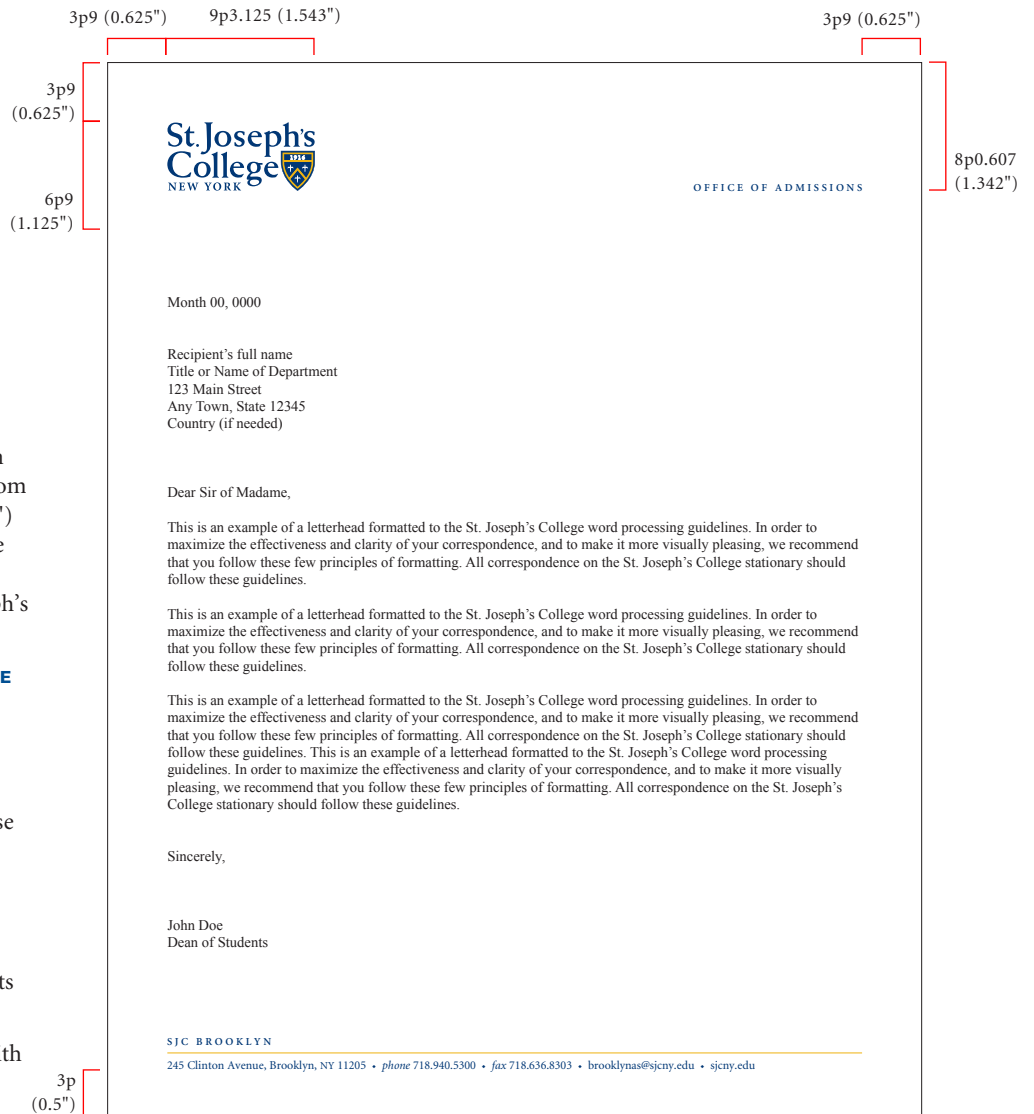 3p9 (0.625")
9p3.125 (1.543")
3p9 (0.625")
3p9
(0.625")
6p9
(1.125")
8p0.607
(1.342")
St. Joseph's
College
1916
NEW YORK
OFFICE OF ADMISSIONS
Month 00, 0000
Recipient’s full name
Title or Name of Department
123 Main Street
Any Town, State 12345
Country (if needed)
Dear Sir of Madame,
This is an example of a letterhead formatted to the St. Joseph’s College word processing guidelines. In order to
maximize the effectiveness and clarity of your correspondence, and to make it more visually pleasing, we recommend
that you follow these few principles of formatting. All correspondence on the St. Joseph’s College stationary should
follow these guidelines.
This is an example of a letterhead formatted to the St. Joseph’s College word processing guidelines. In order to
maximize the effectiveness and clarity of your correspondence, and to make it more visually pleasing, we recommend
that you follow these few principles of formatting. All correspondence on the St. Joseph’s College stationary should
follow these guidelines.
This is an example of a letterhead formatted to the St. Joseph’s College word processing guidelines. In order to
maximize the effectiveness and clarity of your correspondence, and to make it more visually pleasing, we recommend
that you follow these few principles of formatting. All correspondence on the St. Joseph’s College stationary should
follow these guidelines. This is an example of a letterhead formatted to the St. Joseph’s College word processing
guidelines. In order to maximize the effectiveness and clarity of your correspondence, and to make it more visually
pleasing, we recommend that you follow these few principles of formatting. All correspondence on the St. Joseph’s
College stationary should follow these guidelines.
Sincerely,
John Doe
Dean of Students
SJC BROOKLYN
245 Clinton Avenue, Brooklyn, NY 11205 • phone 718.940.5300 • fax 718.636.8303 • brooklynas@sjcny.edu • sjcny.edu
3p
(0.5")